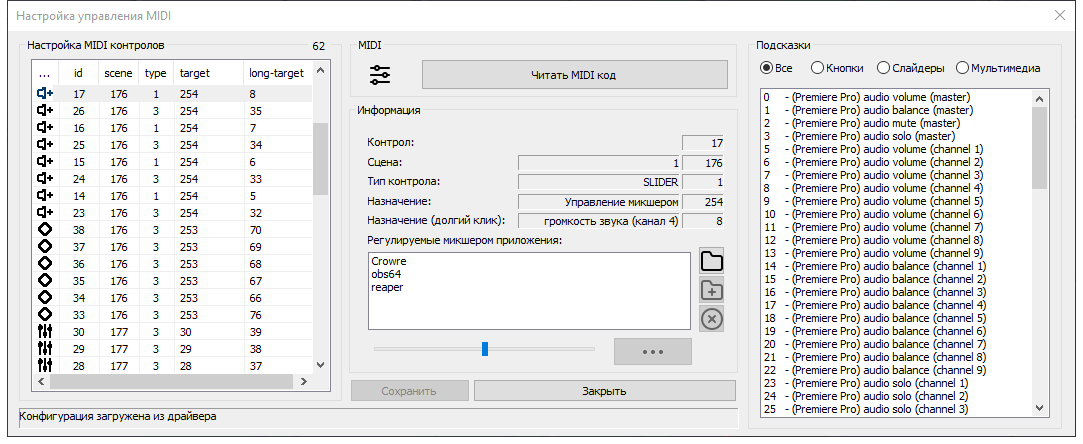 Настройка управления MIDI
Настройка MIDI контролов 62
... id scene type target long-target
17 176 1 254 8
26 176 3 254 35
16 176 1 254 7
25 176 3 254 34
15 176 1 254 6
24 176 3 254 33
14 176 1 254 5
23 176 3 254 32
38 176 3 253 70
37 176 3 253 69
36 176 3 253 68
35 176 3 253 67
34 176 3 253 66
33 176 3 253 76
30 177 3 30 39
29 177 3 29 38
28 177 3 28 37
MIDI
Читать MIDI код
Информация
Контрол: 17
Сцена: 1 176
Тип контрола: SLIDER 1
Назначение: Управление микшером 254
Назначение (долгий клик): громкость звука (канал 4) 8
Регулируемые микшером приложения:
Crowre
obs64
reaper
...
Сохранить
Закрыть
Подсказки
Все Кнопки Слайдеры Мультимедиа
0 - (Premiere Pro) audio volume (master)
1 - (Premiere Pro) audio balance (master)
2 - (Premiere Pro) audio mute (master)
3 - (Premiere Pro) audio solo (master)
5 - (Premiere Pro) audio volume (channel 1)
6 - (Premiere Pro) audio volume (channel 2)
7 - (Premiere Pro) audio volume (channel 3)
8 - (Premiere Pro) audio volume (channel 4)
9 - (Premiere Pro) audio volume (channel 5)
10 - (Premiere Pro) audio volume (channel 6)
11 - (Premiere Pro) audio volume (channel 7)
12 - (Premiere Pro) audio volume (channel 8)
13 - (Premiere Pro) audio volume (channel 9)
14 - (Premiere Pro) audio balance (channel 1)
15 - (Premiere Pro) audio balance (channel 2)
16 - (Premiere Pro) audio balance (channel 3)
17 - (Premiere Pro) audio balance (channel 4)
18 - (Premiere Pro) audio balance (channel 5)
19 - (Premiere Pro) audio balance (channel 6)
20 - (Premiere Pro) audio balance (channel 7)
21 - (Premiere Pro) audio balance (channel 8)
22 - (Premiere Pro) audio balance (channel 9)
23 - (Premiere Pro) audio solo (channel 1)
24 - (Premiere Pro) audio solo (channel 2)
25 - (Premiere Pro) audio solo (channel 3)
Конфигурация загружена из драйвера